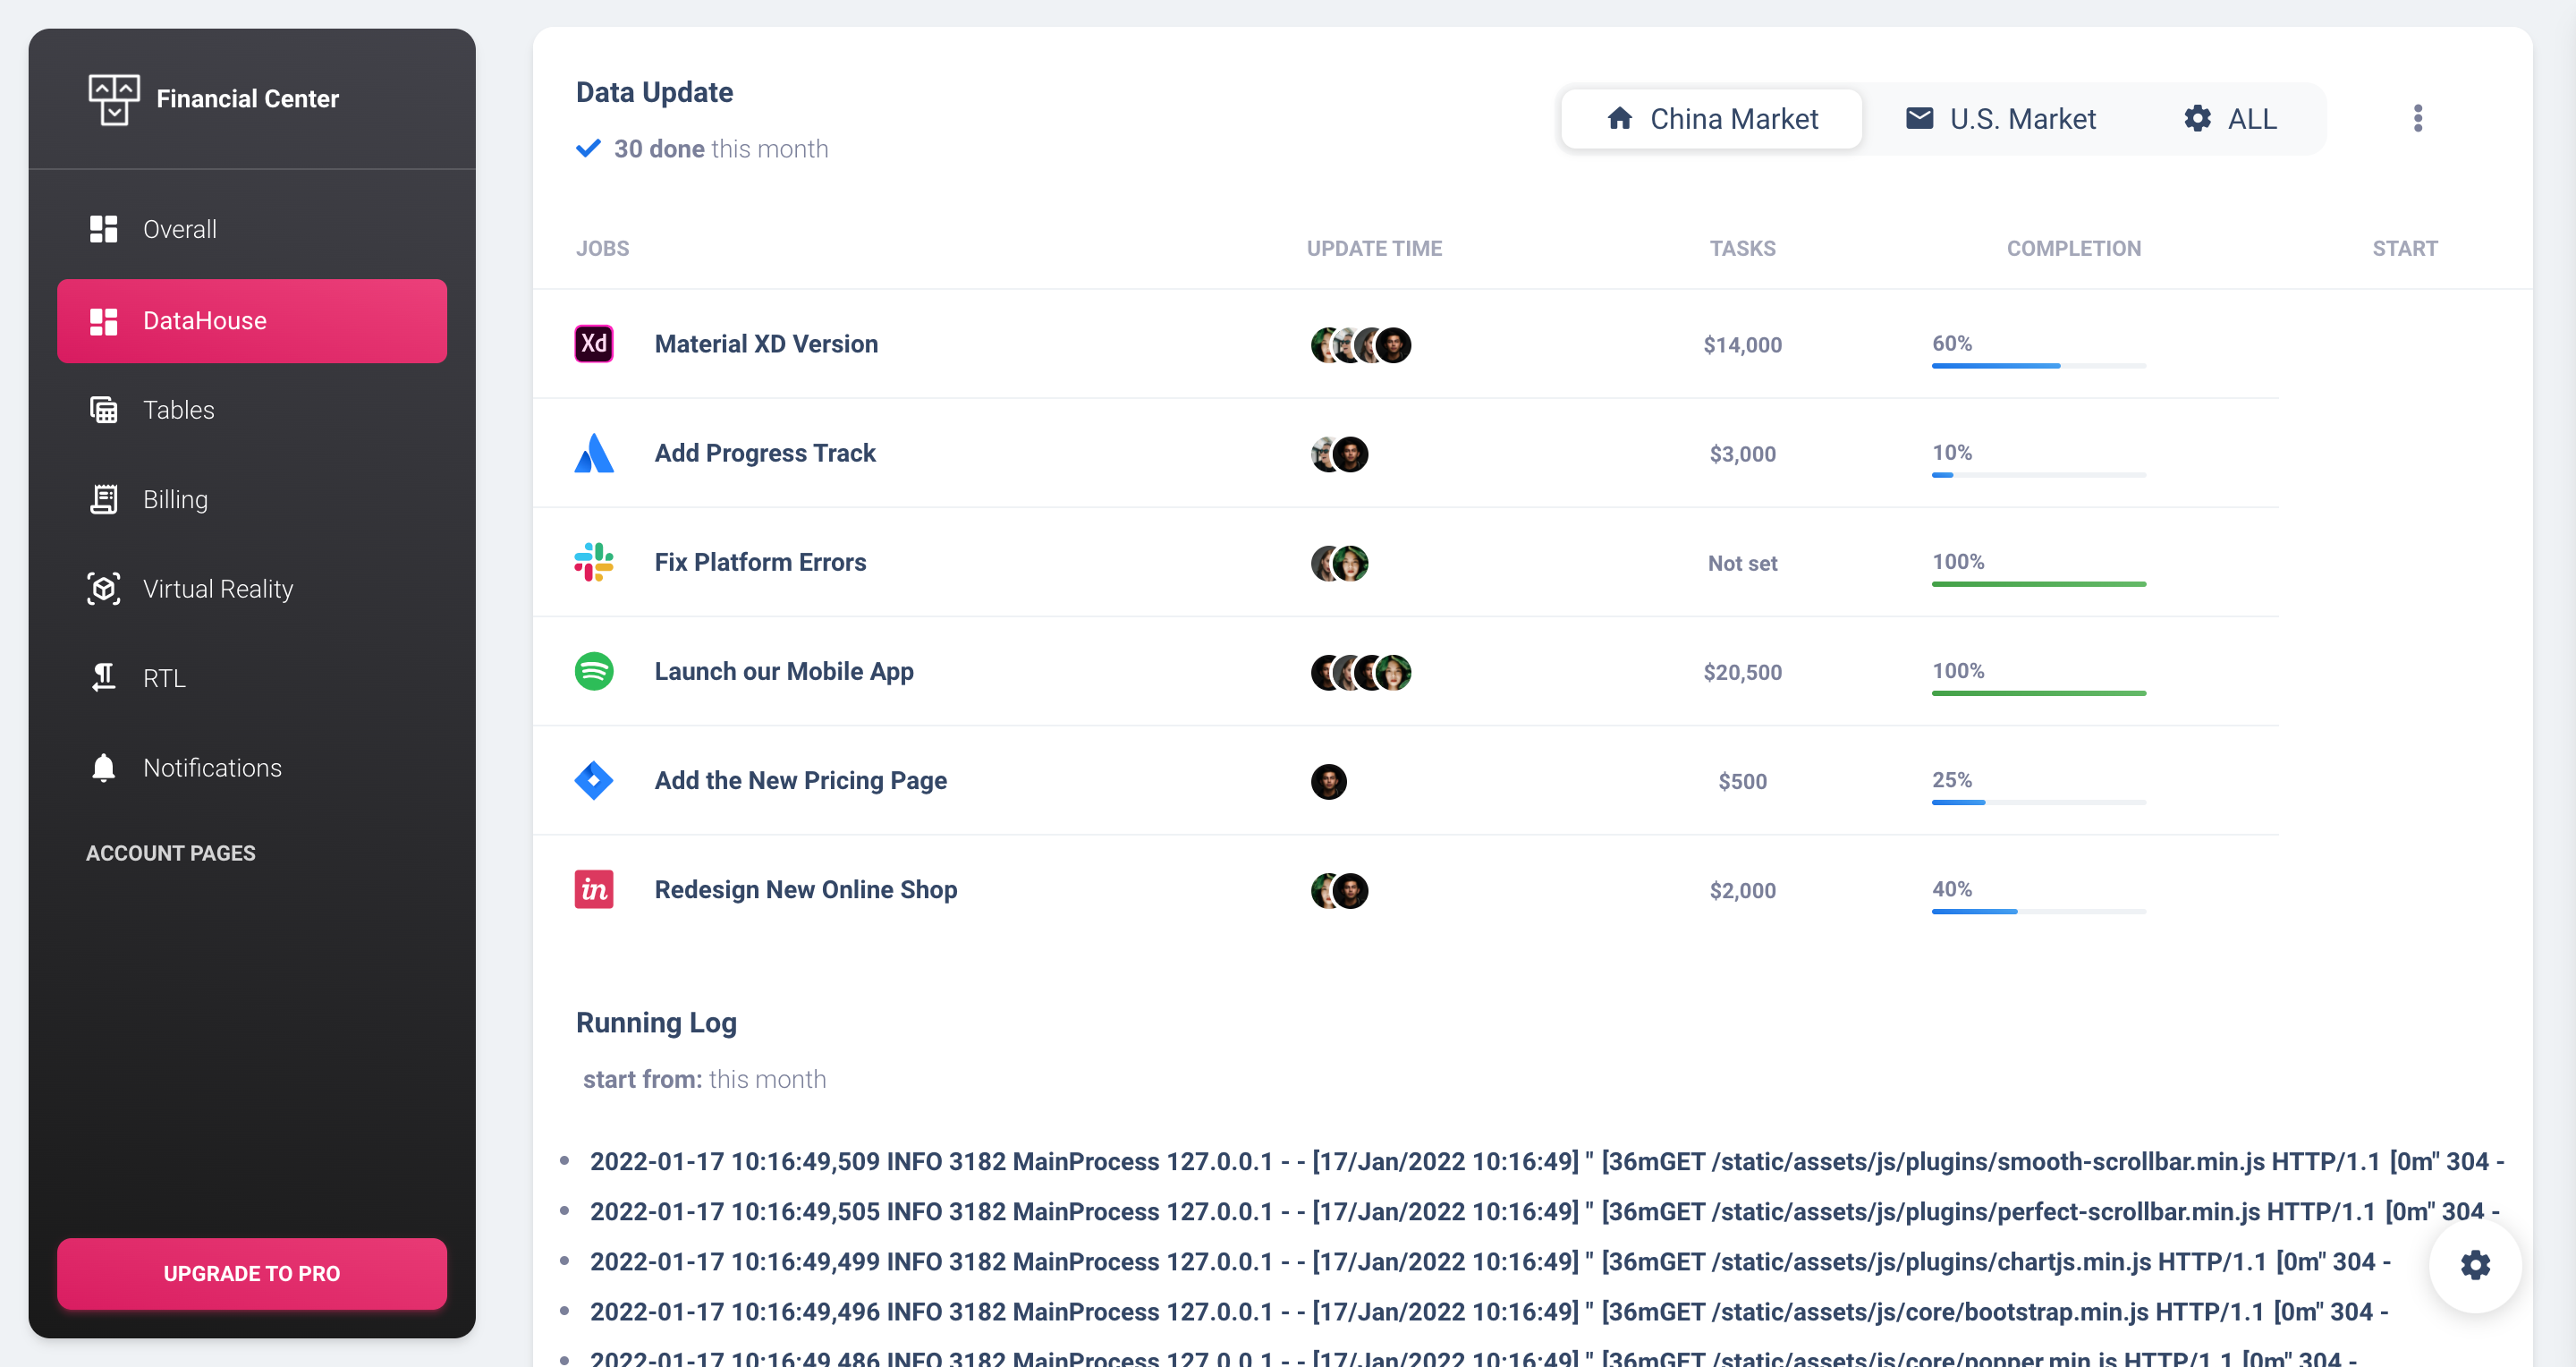 Financial Center
Overall
DataHouse
Tables
Billing
Virtual Reality
RTL
Notifications
ACCOUNT PAGES
UPGRADE TO PRO
Data Update
30 done this month
China Market
U.S. Market
ALL
JOBS UPDATE TIME TASKS COMPLETION START
Xd Material XD Version $14,000 60%
Add Progress Track $3,000 10%
Fix Platform Errors Not set 100%
Launch our Mobile App $20,500 100%
Add the New Pricing Page $500 25%
in Redesign New Online Shop $2,000 40%
Running Log
start from: this month
2022-01-17 10:16:49,509 INFO 3182 MainProcess 127.0.0.1 - - [17/Jan/2022 10:16:49] " [36mGET /static/assets/js/plugins/smooth-scrollbar.min.js HTTP/1.1 [0m" 304 -
2022-01-17 10:16:49,505 INFO 3182 MainProcess 127.0.0.1 - - [17/Jan/2022 10:16:49] " [36mGET /static/assets/js/plugins/perfect-scrollbar.min.js HTTP/1.1 [0m" 304 -
2022-01-17 10:16:49,499 INFO 3182 MainProcess 127.0.0.1 - - [17/Jan/2022 10:16:49] " [36mGET /static/assets/js/plugins/chartjs.min.js HTTP/1.1 [0m" 304 -
2022-01-17 10:16:49,496 INFO 3182 MainProcess 127.0.0.1 - - [17/Jan/2022 10:16:49] " [36mGET /static/assets/js/core/bootstrap.min.js HTTP/1.1 [0m" 304 -
2022-01-17 10:16:49,486 INFO 3182 MainProcess 127.0.0.1 - - [17/Jan/2022 10:16:49] " [36mGET /static/assets/js/core/popper.min.js HTTP/1.1 [0m" 304 -